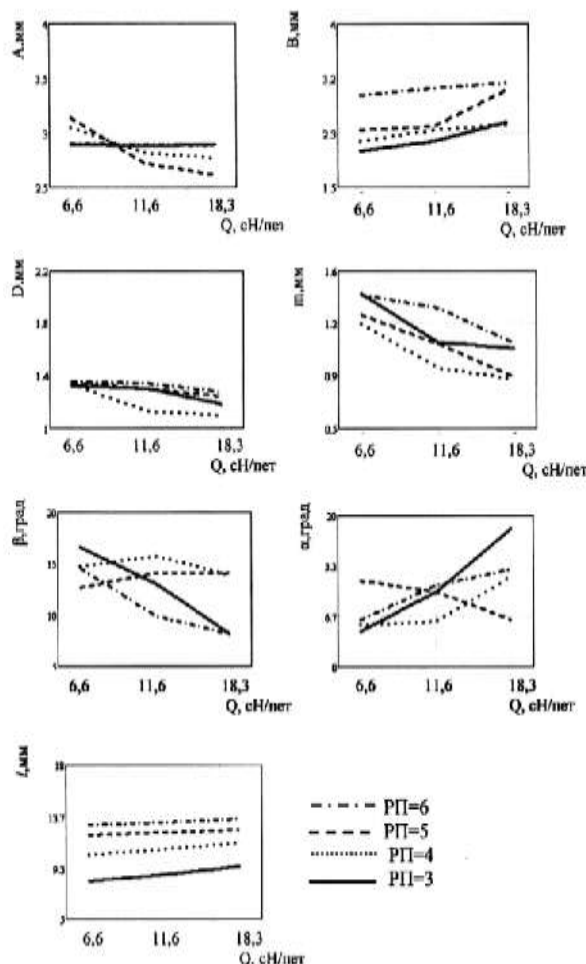 А,мм
4
3.5
3
2.5
6,6 11,6 18,3
Q, сН/пет
В,мм
4
3.2
2.3
1.5
6,6 11,6 18,3
Q, сН/пет
D,мм
2.2
1.8
1.4
1
6,6 11,6 18,3
Q, сН/пет
m,мм
1.6
1.2
0.9
0.5
6,6 11,6 18,3
Q, сН/пет
β,град
20
15
10
5
6,6 11,6 18,3
Q, сН/пет
α,град
20
6.7
0
6,6 11,6 18,3
Q, сН/пет
ℓ,мм
18
13.7
9.3
5
6,6 11,6 18,3
Q, сН/пет
РП=6
РП=5
РП=4
РП=3